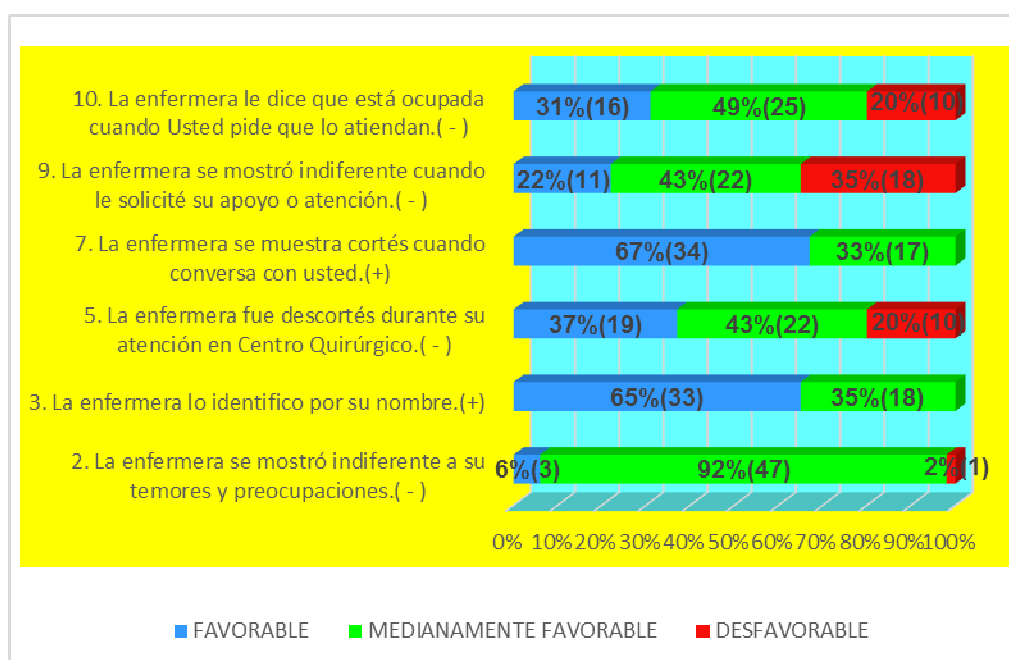 10. La enfermera le dice que está ocupada
cuando Usted pide que lo atiendan.( - )
31%(16) 49%(25) 20%(10)
9. La enfermera se mostró indiferente cuando
le solicité su apoyo o atención.( - )
22%(11) 43%(22) 35%(18)
7. La enfermera se muestra cortés cuando
conversa con usted.(+)
67%(34) 33%(17)
5. La enfermera fue descortés durante su
atención en Centro Quirúrgico.( - )
37%(19) 43%(22) 20%(10)
3. La enfermera lo identifico por su nombre.(+)
65%(33) 35%(18)
2. La enfermera se mostró indiferente a su
temores y preocupaciones.( - )
6%(3) 92%(47) 2%(1)
0% 10% 20% 30% 40% 50% 60% 70% 80% 90% 100%
FAVORABLE MEDIANAMENTE FAVORABLE DESFAVORABLE